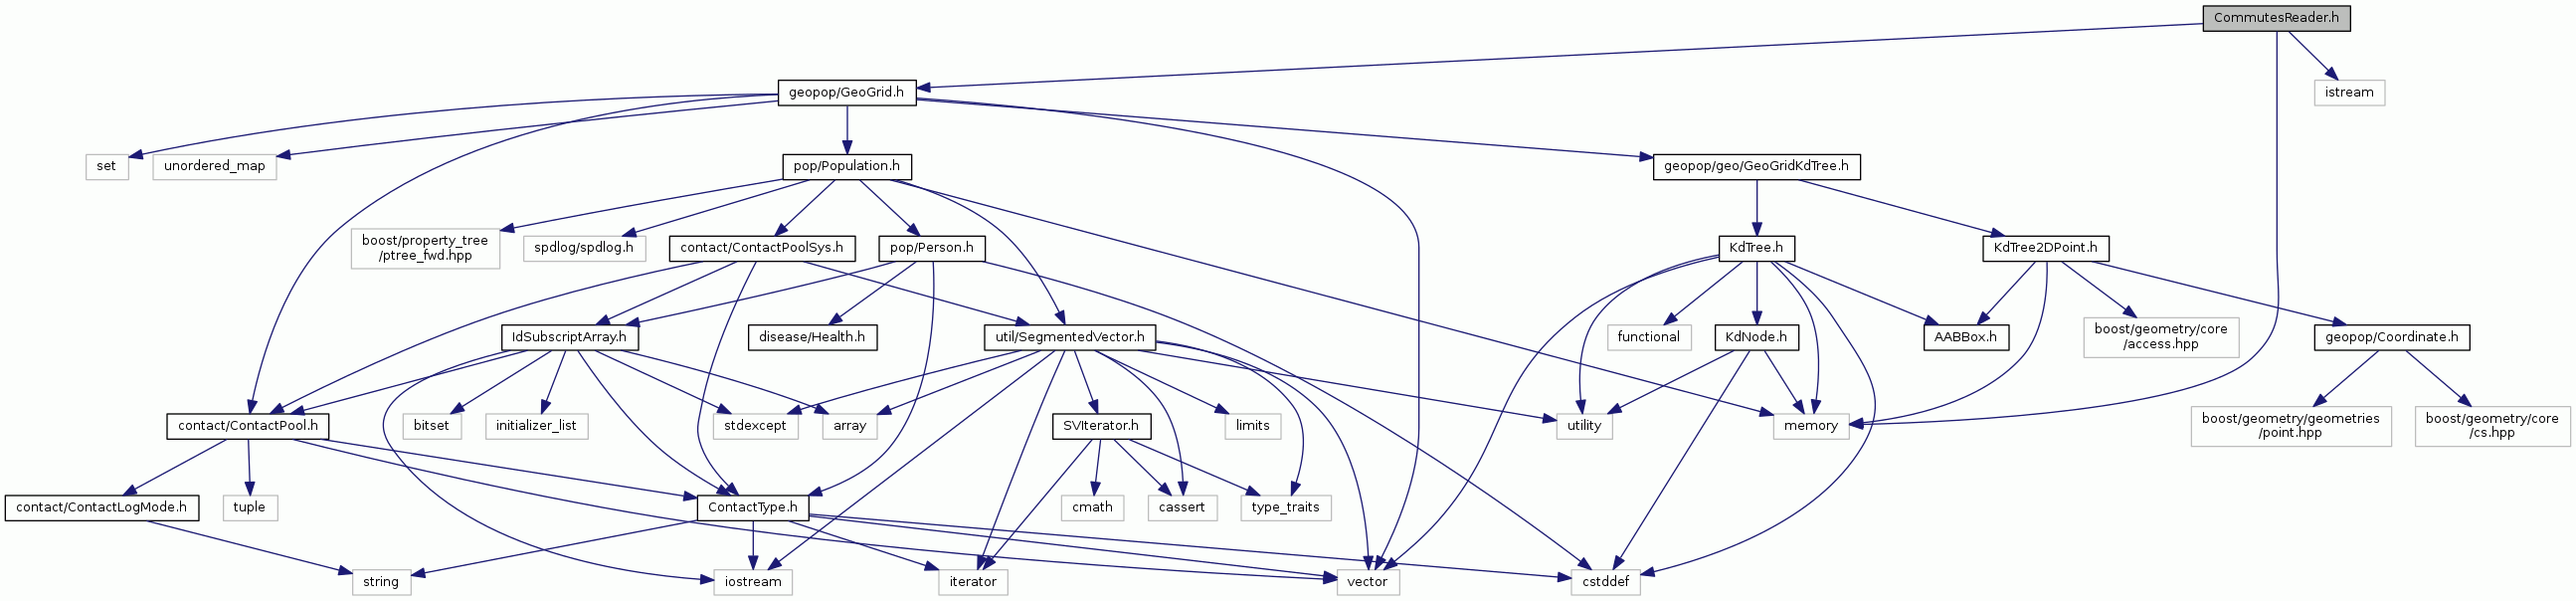 CommutesReader.h
geopop/GeoGrid.h
istream
set
unordered_map
pop/Population.h
geopop/geo/GeoGridKdTree.h
boost/property_tree
/ptree_fwd.hpp
spdlog/spdlog.h
contact/ContactPoolSys.h
pop/Person.h
KdTree.h
KdTree2DPoint.h
IdSubscriptArray.h
disease/Health.h
util/SegmentedVector.h
functional
KdNode.h
AABBox.h
boost/geometry/core
/access.hpp
geopop/Coordinate.h
contact/ContactPool.h
bitset
initializer_list
stdexcept
array
SVIterator.h
limits
utility
memory
boost/geometry/geometries
/point.hpp
boost/geometry/core
/cs.hpp
contact/ContactLogMode.h
tuple
ContactType.h
cmath
cassert
type_traits
string
iostream
iterator
vector
cstddef